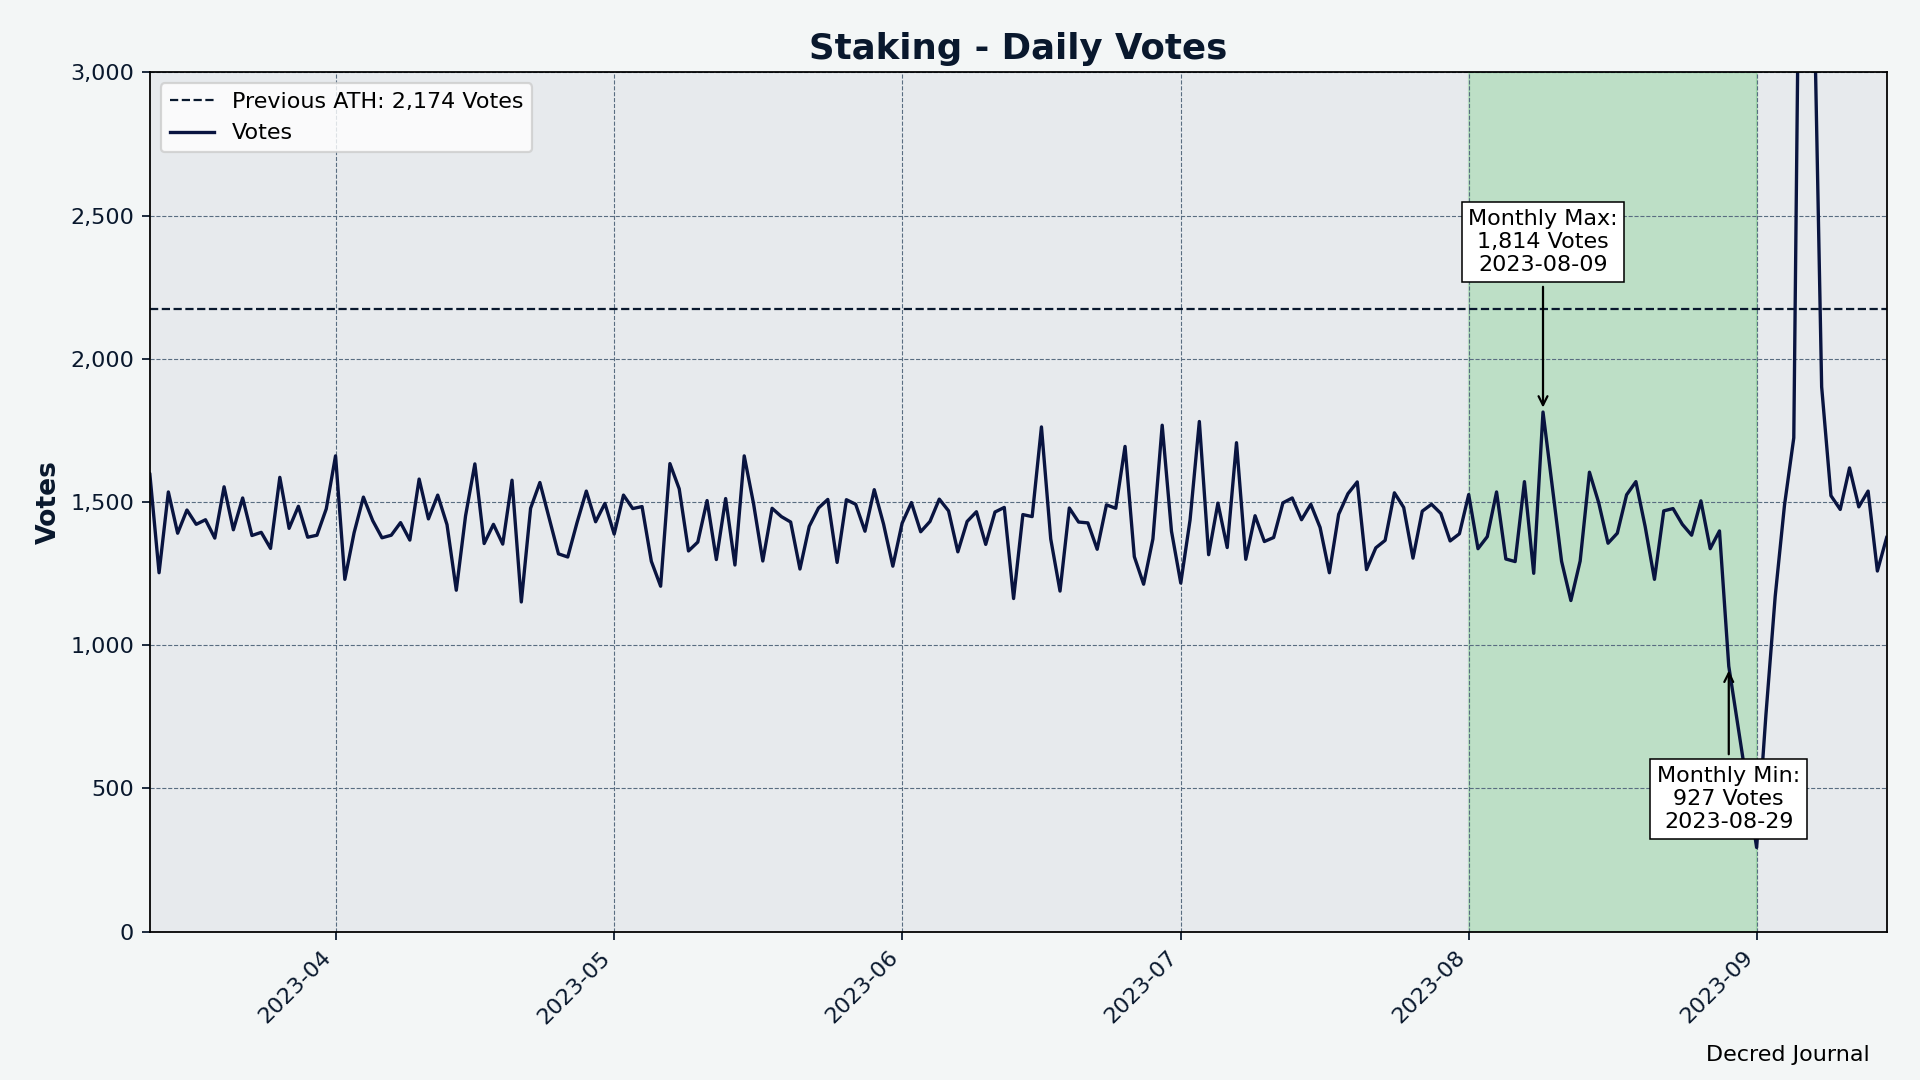 Staking - Daily Votes
3,000
2,500
2,000
1,500
1,000
500
0
Votes
Previous ATH: 2,174 Votes
Votes
Monthly Max:
1,814 Votes
2023-08-09
Monthly Min:
927 Votes
2023-08-29
2023-04
2023-05
2023-06
2023-07
2023-08
2023-09
Decred Journal